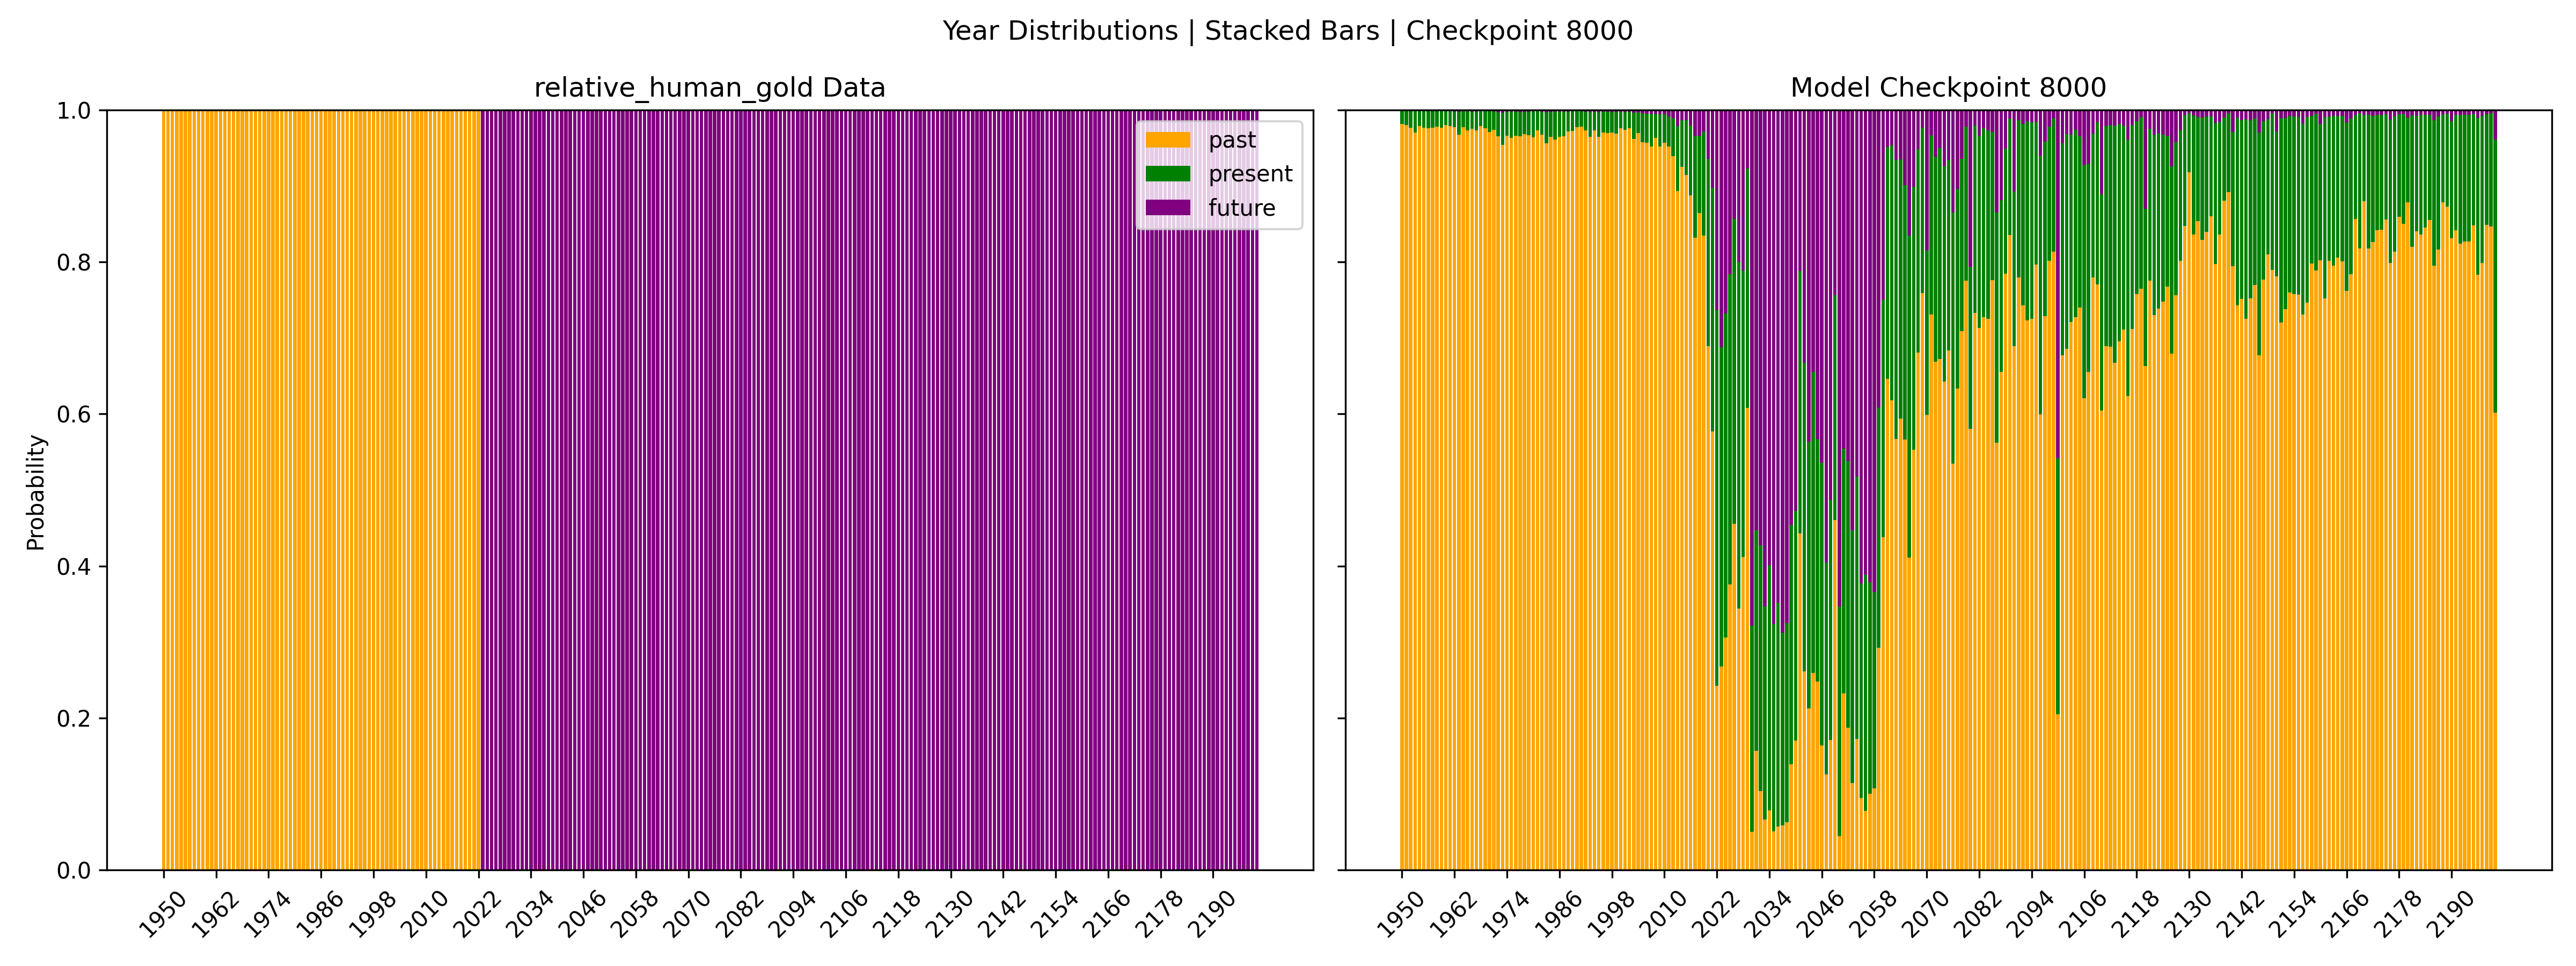 Year Distributions | Stacked Bars | Checkpoint 8000
relative_human_gold Data
Model Checkpoint 8000
1.0
0.8
0.6
0.4
0.2
0.0
Probability
past
present
future
1950 1962 1974 1986 1998 2010 2022 2034 2046 2058 2070 2082 2094 2106 2118 2130 2142 2154 2166 2178 2190
1950 1962 1974 1986 1998 2010 2022 2034 2046 2058 2070 2082 2094 2106 2118 2130 2142 2154 2166 2178 2190